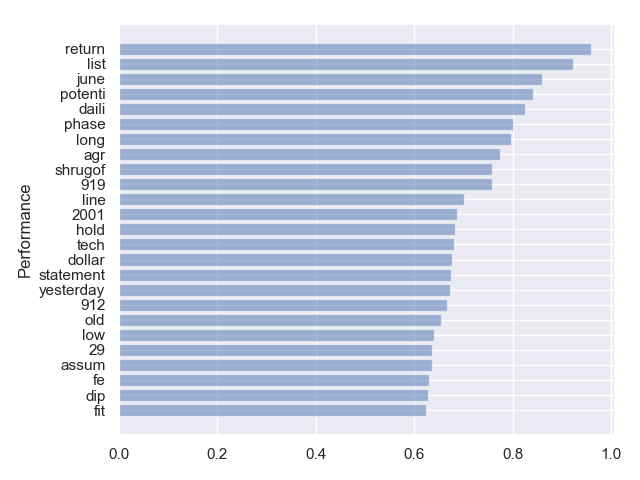 return
list
june
potenti
daili
phase
long
agr
shrugof
919
line
2001
hold
tech
dollar
statement
yesterday
912
old
low
29
assum
fe
dip
fit
Performance
0.0 0.2 0.4 0.6 0.8 1.0